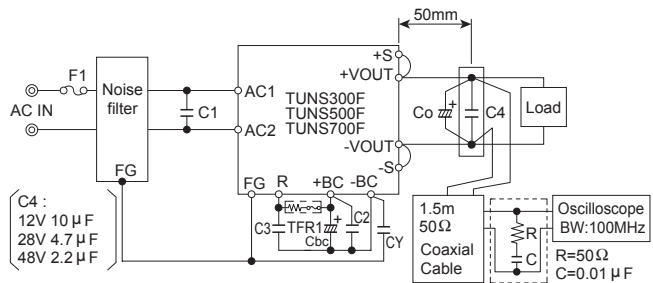 50mm
F1
AC IN
Noise
filter
FG
C1
AC1
AC2
TUNS300F
TUNS500F
TUNS700F
+S
+VOUT
-VOUT
-S
Co
+
C4
Load
FG
R
+BC
-BC
C3
TFR1
+
Cbc
C2
CY
C4 :
12V 10μF
28V 4.7μF
48V 2.2μF
1.5m
50Ω
Coaxial
Cable
R
C
Oscilloscope
BW:100MHz
R=50Ω
C=0.01μF